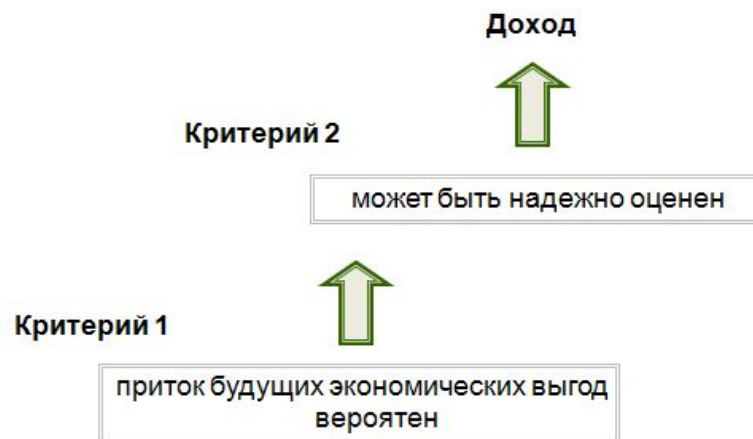 Доход
Критерий 2
может быть надежно оценен
Критерий 1
приток будущих экономических выгод
вероятен